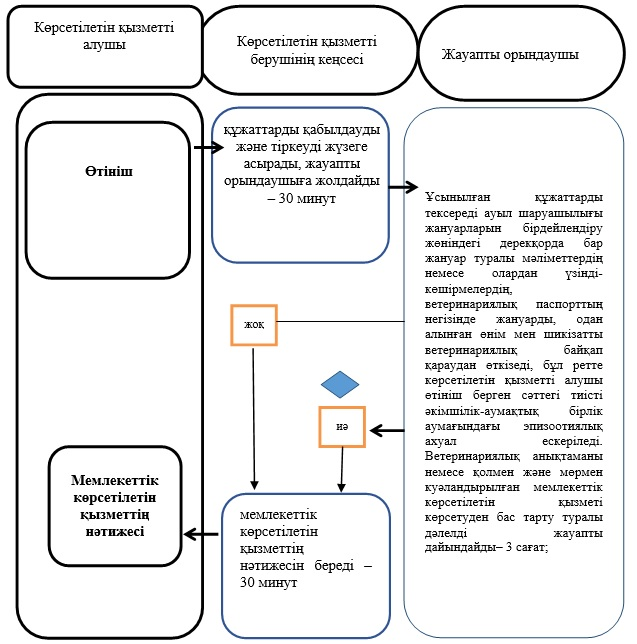 Көрсетілетін қызметті
алушы
Көрсетілетін қызметті
берушінің кеңсесі
Жауапты орындаушы
Өтініш
құжаттарды қабылдауды
және тіркеуді жүзеге
асырады, жауапты
орындаушыға жолдайды
– 30 минут
Ұсынылған құжаттарды
тексереді ауыл шаруашылығы
жануарларын бірдейлендіру
жөніндегі дерекқорда бар
жануар туралы мәліметтердің
немесе олардан үзінді-
көшірмелердің,
ветеринариялық паспорттың
негізінде жануарды, одан
алынған өнім мен шикізатты
ветеринариялық байқап
қараудан өткізеді, бұл ретте
көрсетілетін қызметті алушы
өтініш берген сәттегі тиісті
әкімшілік-аумақтық бірлік
аумағындағы эпизоотиялық
ахуал ескеріледі.
Ветеринариялық анықтаманы
немесе қолмен және мөрмен
куәландырылған мемлекеттік
көрсетілетін қызметі
көрсетуден бас тарту туралы
дәлелді жауапты
дайындайды– 3 сағат;
жоқ
иә
Мемлекеттік
көрсетілетін
қызметтің
нәтижесі
мемлекеттік
көрсетілетін
қызметтің
нәтижесін береді –
30 минут